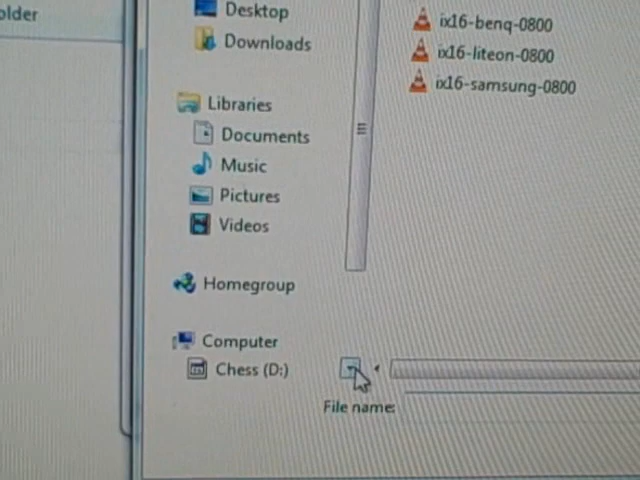 older
Desktop
Downloads
Libraries
Documents
Music
Pictures
Videos
Homegroup
Computer
Chess (D:)
ix16-benq-0800
ix16-liteon-0800
ix16-samsung-0800
File name: